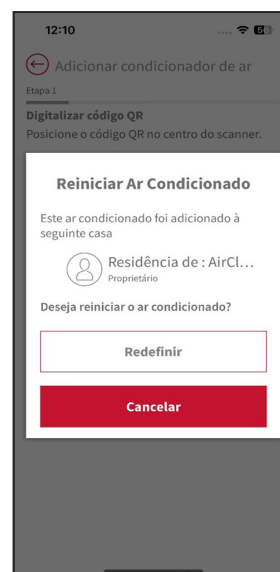 12:10
Adicionar condicionador de ar
Etapa 1
Digitalizar código QR
Posicione o código QR no centro do scanner.
Reiniciar Ar Condicionado
Este ar condicionado foi adicionado à
seguinte casa
Residência de : AirCl...
Proprietário
Deseja reiniciar o ar condicionado?
Redefinir
Cancelar